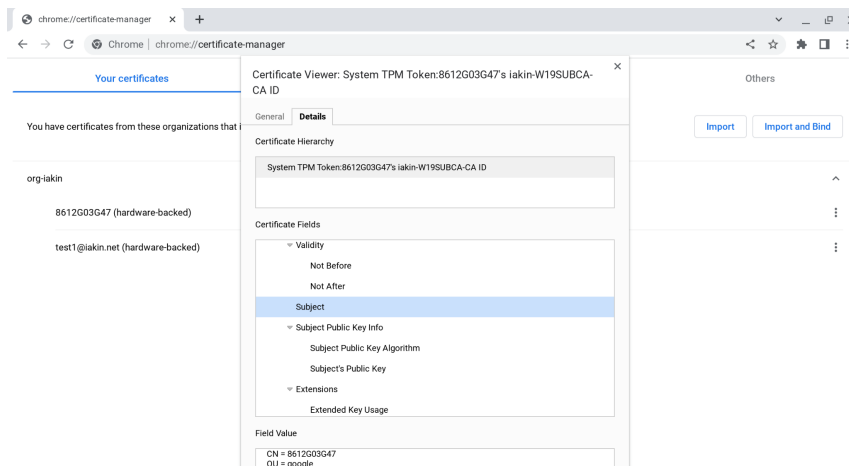 chrome://certificate-manager
Chrome | chrome://certificate-manager
Your certificates
Others
You have certificates from these organizations that i
Import
Import and Bind
org-iakin
8612G03G47 (hardware-backed)
test1@iakin.net (hardware-backed)
Certificate Viewer: System TPM Token:8612G03G47's iakin-W19SUBCA-
CA ID
General
Details
Certificate Hierarchy
System TPM Token:8612G03G47's iakin-W19SUBCA-CA ID
Certificate Fields
Validity
Not Before
Not After
Subject
Subject Public Key Info
Subject Public Key Algorithm
Subject's Public Key
Extensions
Extended Key Usage
Field Value
CN = 8612G03G47
OU = google